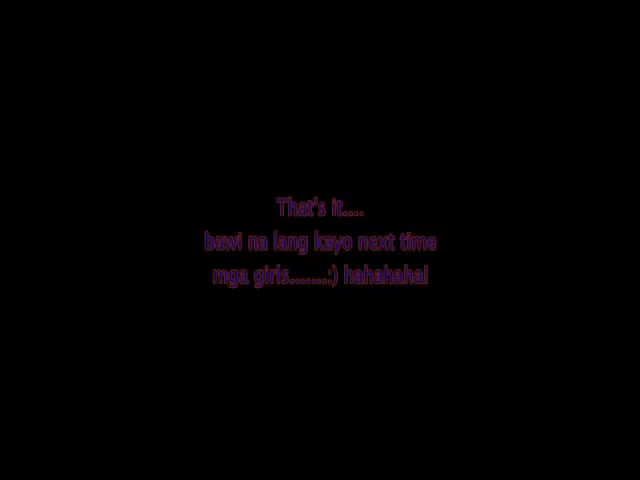 That's it....
bawi na lang kayo next time
mga girls.......:) hahahaha!